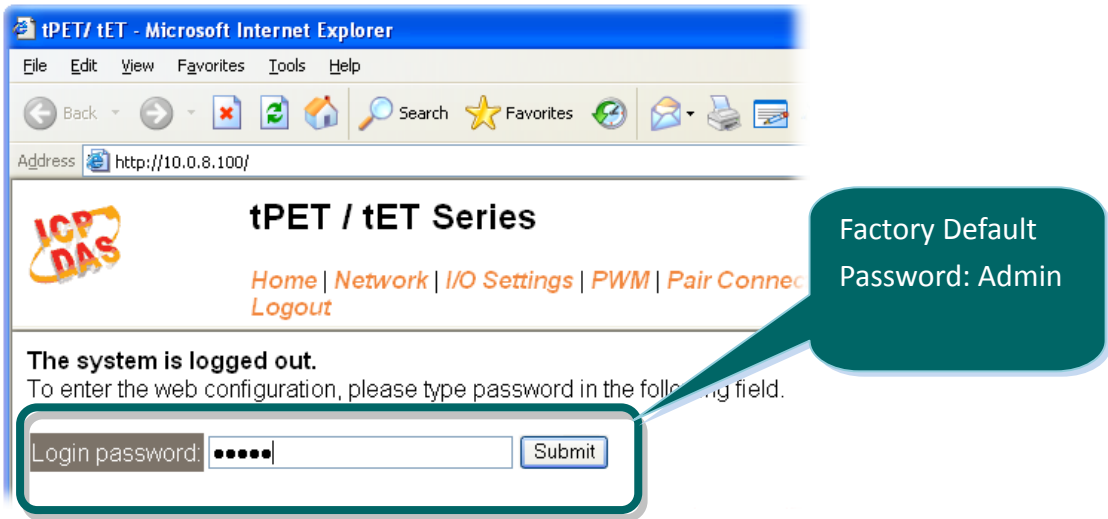 tPET/ tET - Microsoft Internet Explorer
File Edit View Favorites Tools Help
Back Search Favorites
Address http://10.0.8.100/
ICP DAS
tPET / tET Series
Home | Network | I/O Settings | PWM | Pair Connec
Logout
Factory Default
Password: Admin
The system is logged out.
To enter the web configuration, please type password in the following field.
Login password: ●●●●● Submit